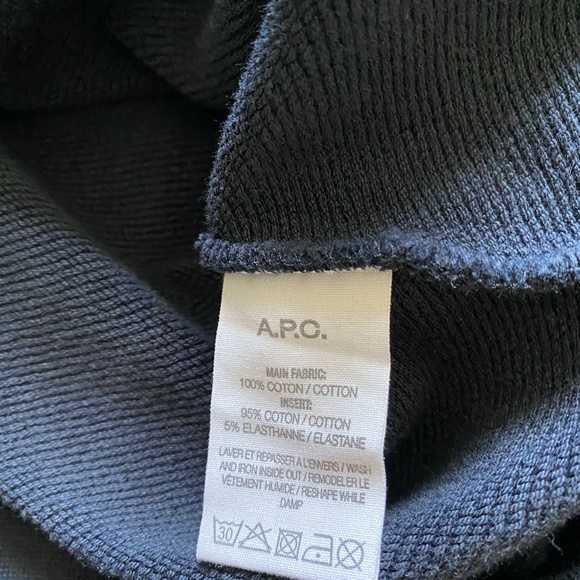 A.P.C.
MAIN FABRIC:
100% COTON / COTTON
INSERT:
95% COTON / COTTON
5% ELASTHANNE / ELASTANE
LAVER ET REPASSER A L'ENVERS / WASH
AND IRON INSIDE OUT / REMODELER LE
VÊTEMENT HUMIDE / RESHAPE WHILE
DAMP
30